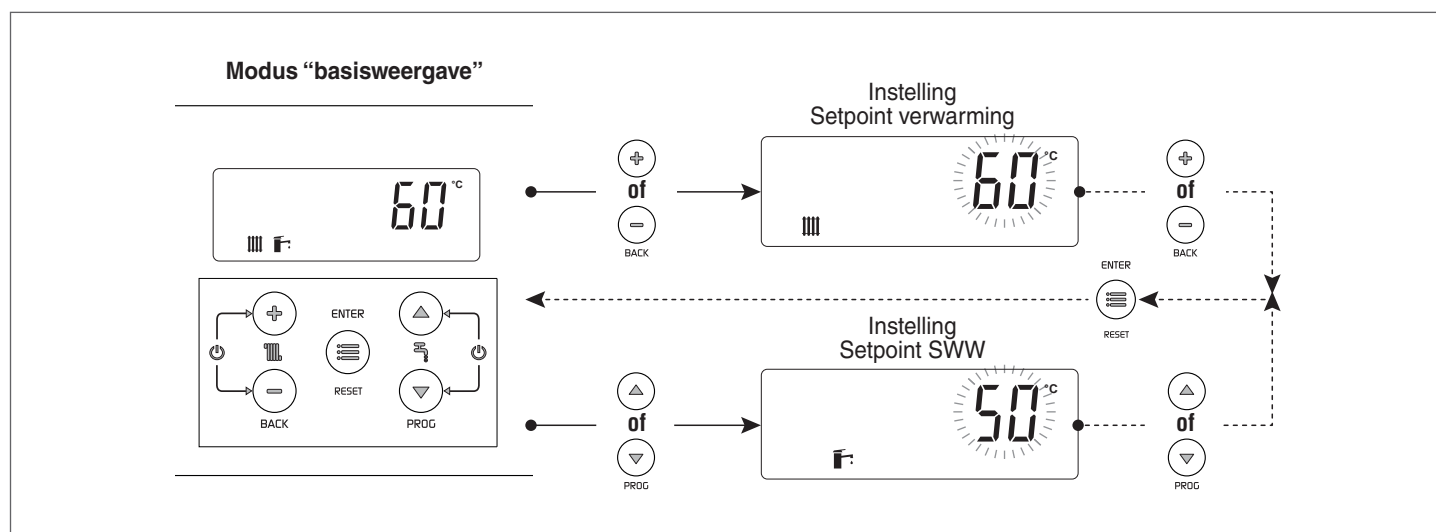 Modus “basisweergave”
60 °C
ENTER
RESET
BACK
PROG
of
BACK
Instelling
Setpoint verwarming
60 °C
of
BACK
ENTER
RESET
of
PROG
Instelling
Setpoint SWW
50 °C
of
PROG